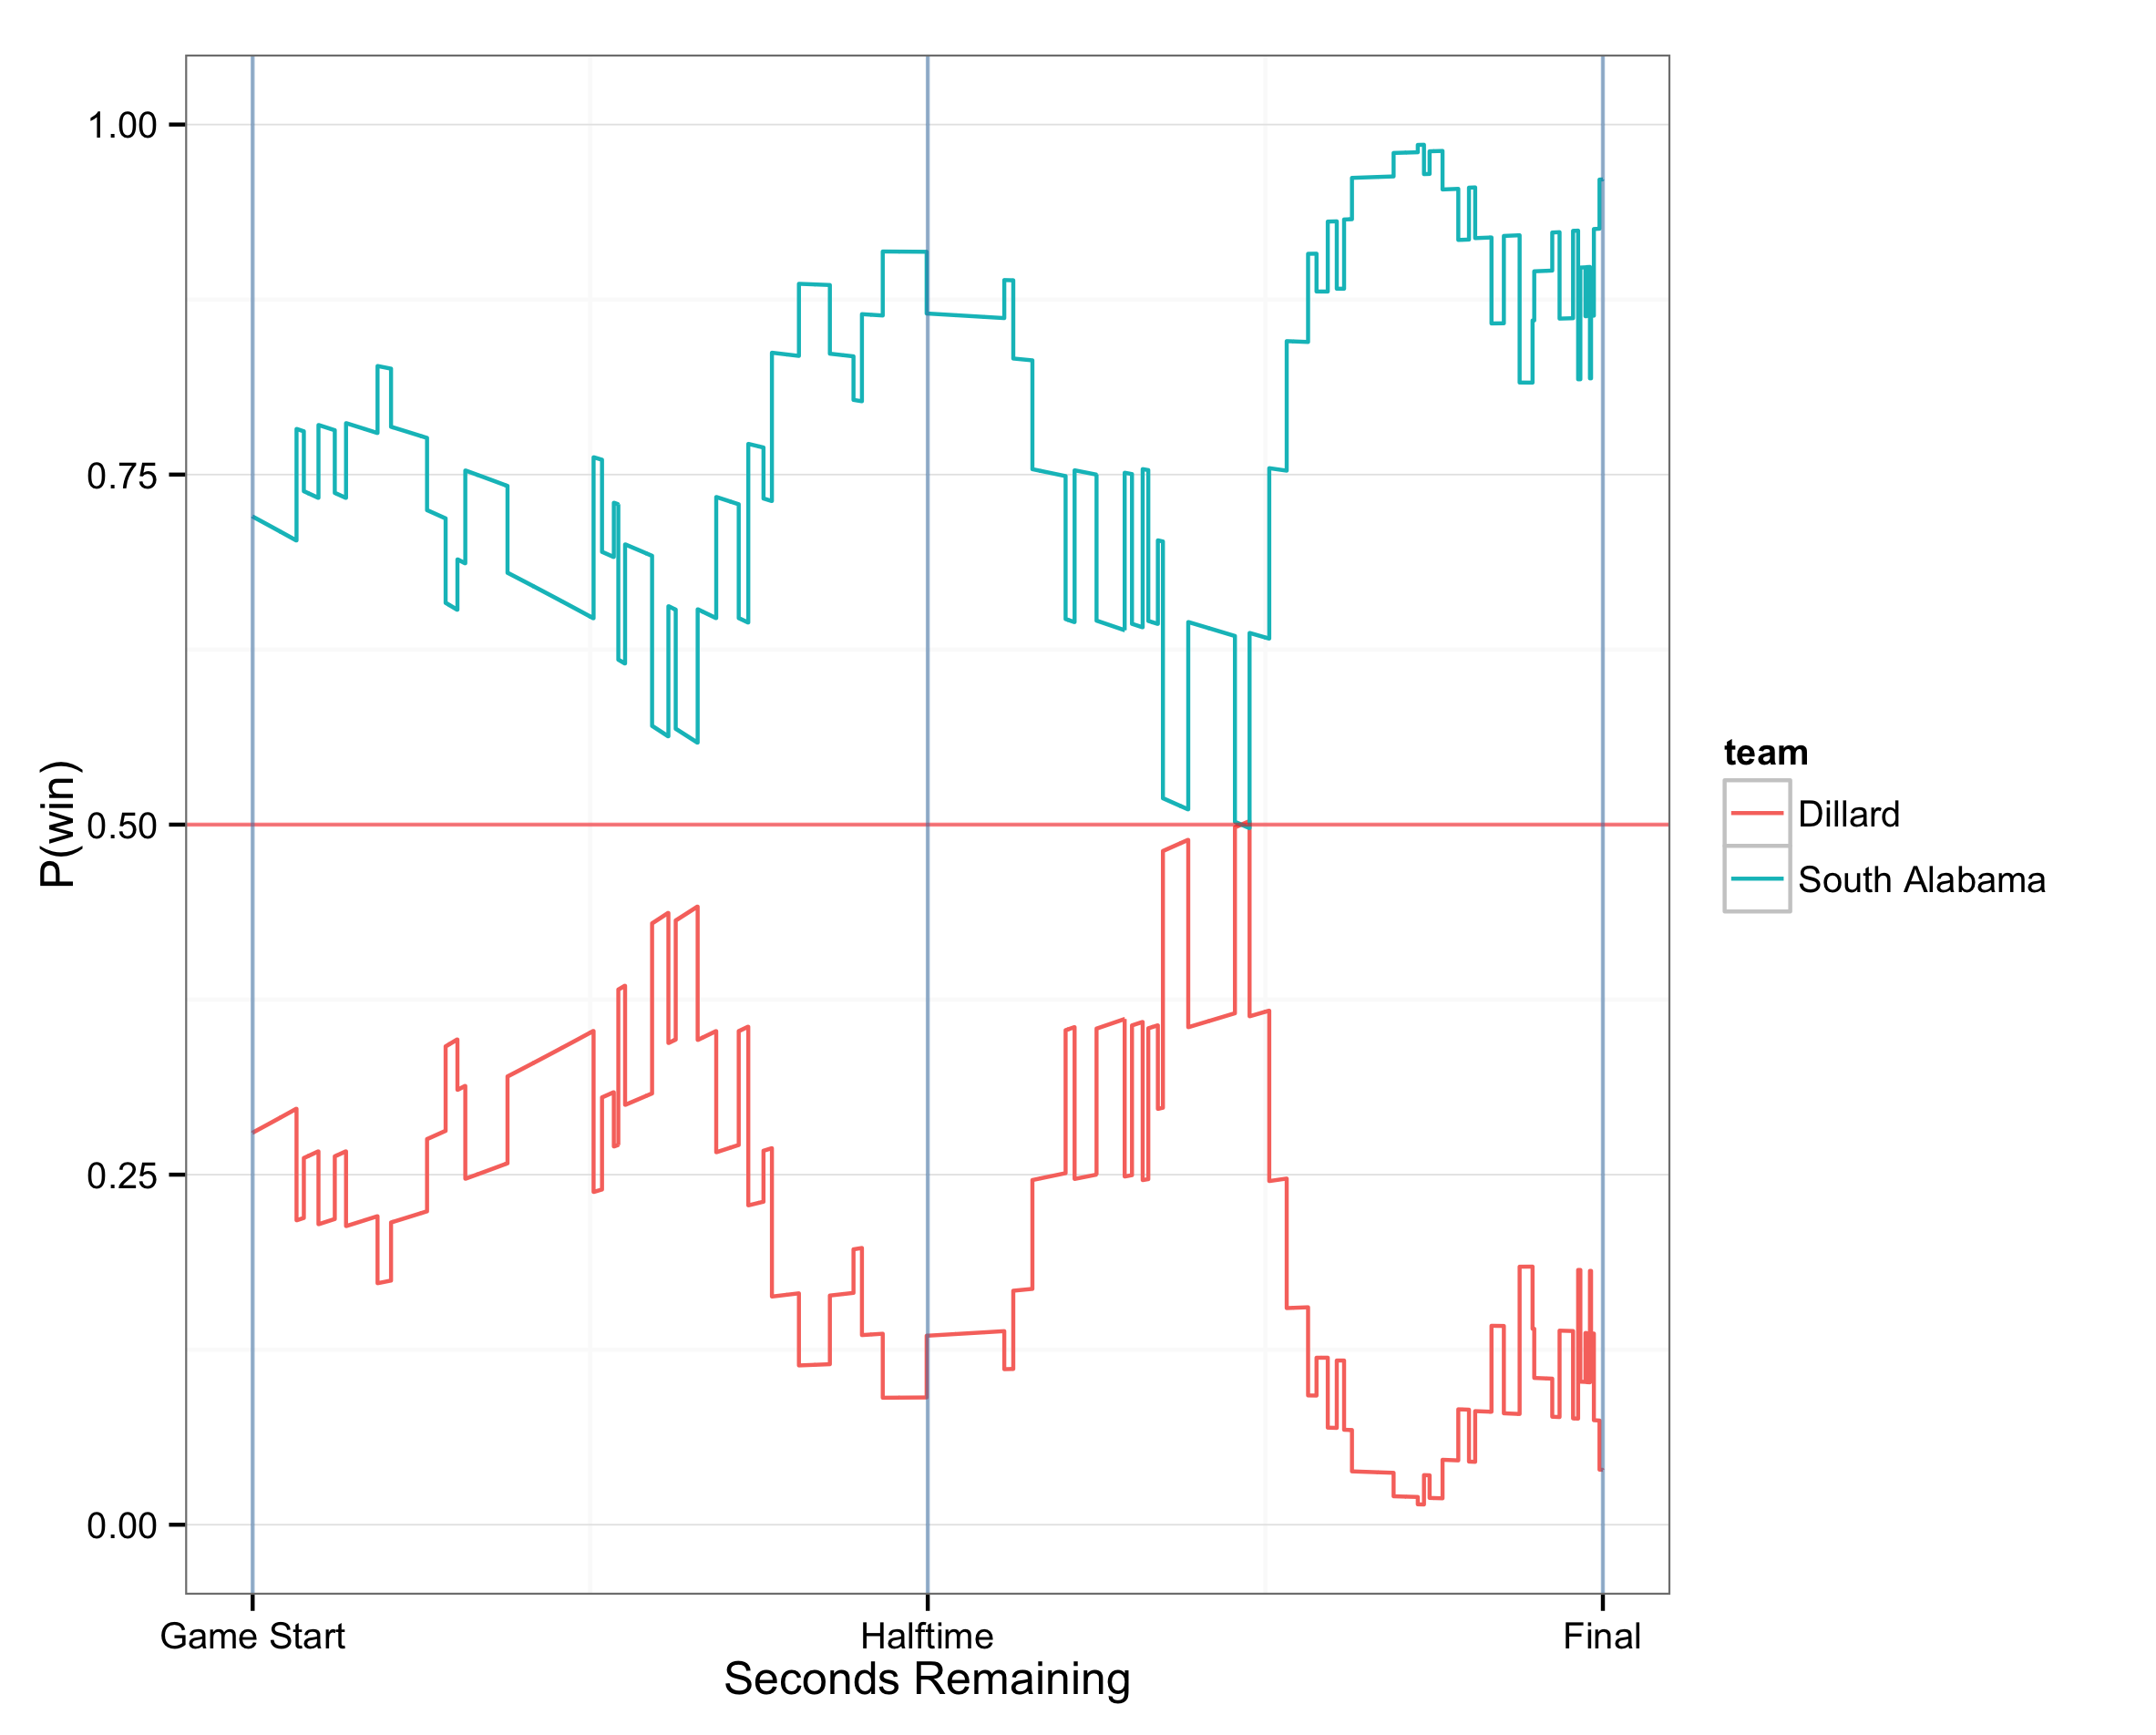 1.00
0.75
0.50
0.25
0.00
P(win)
Game Start
Halftime
Final
Seconds Remaining
team
Dillard
South Alabama